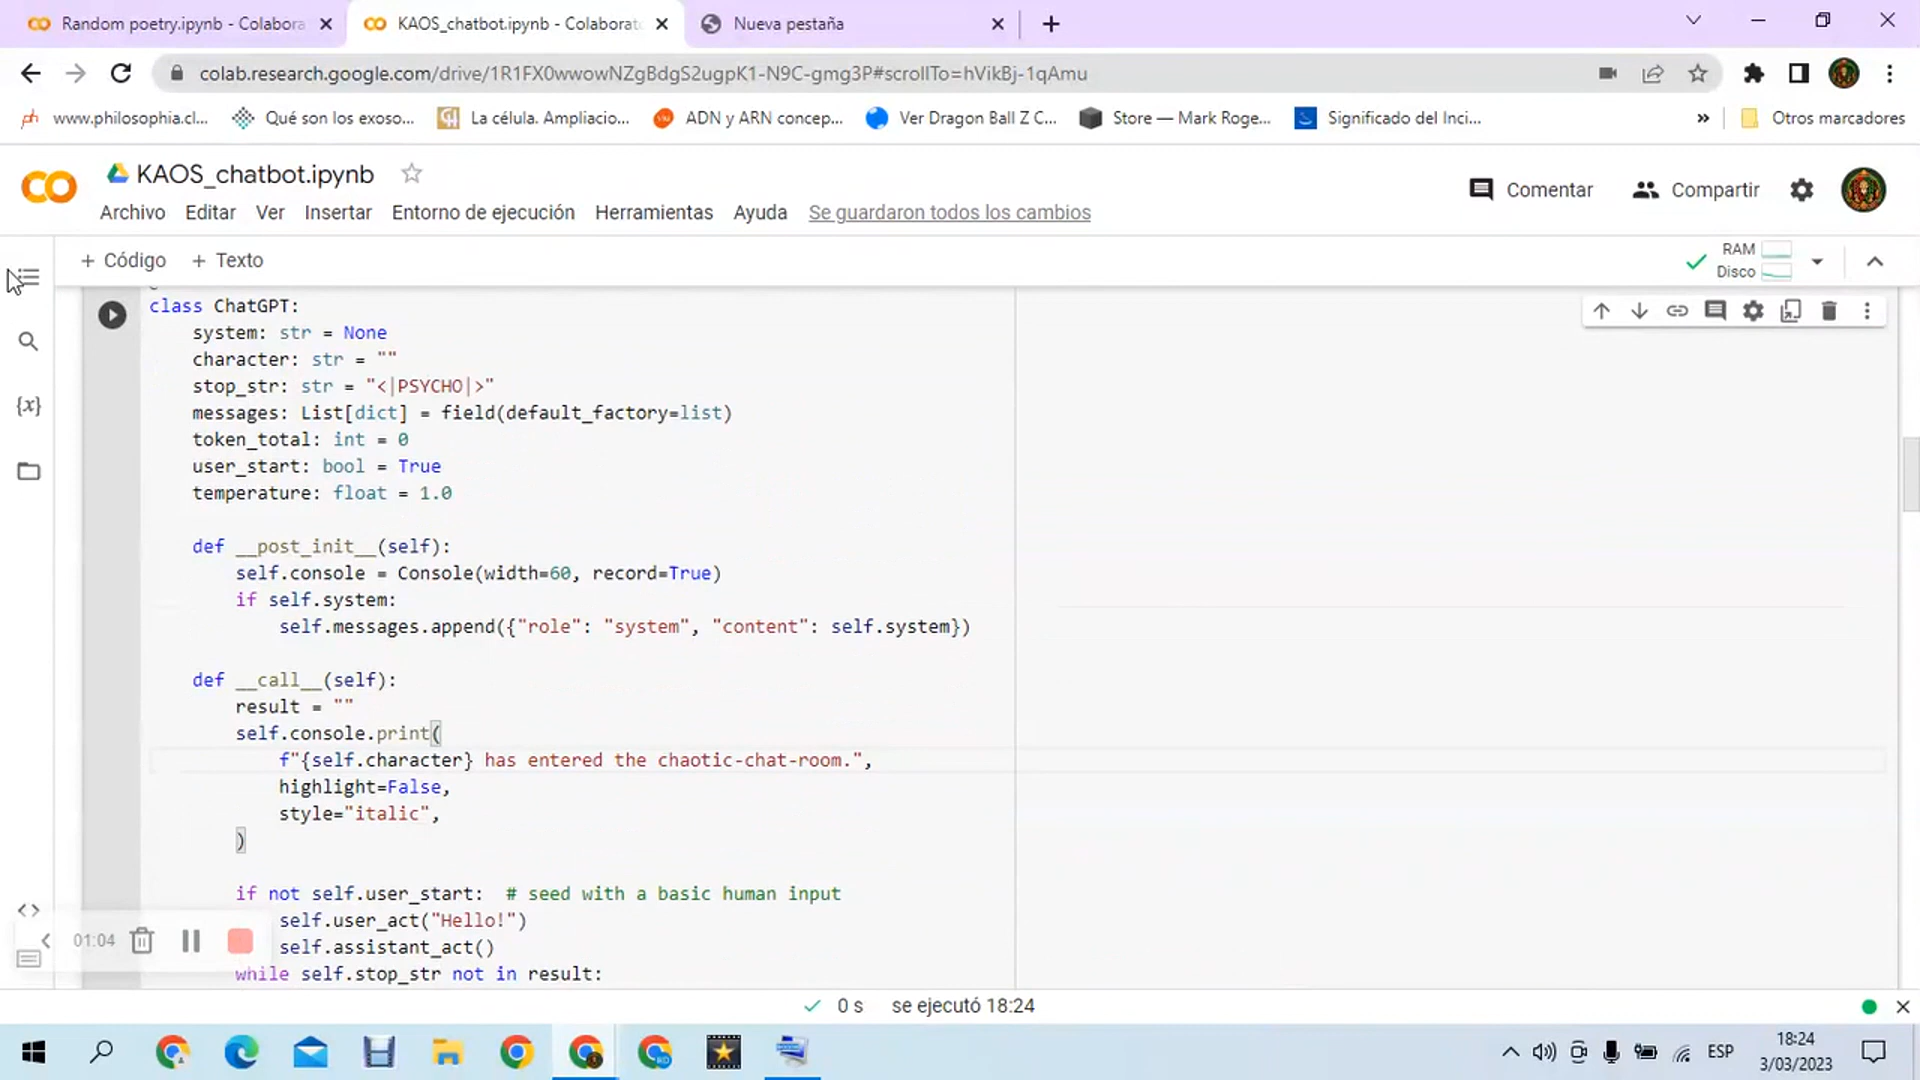 Random poetry.ipynb - Colabora
KAOS_chatbot.ipynb - Colaborat
Nueva pestaña
colab.research.google.com/drive/1R1FX0wwowNZgBdgS2ugpK1-N9C-gmg3P#scrollTo=hVikBj-1qAmu
www.philosophia.cl...
Qué son los exoso...
La célula. Ampliacio...
ADN y ARN concep...
Ver Dragon Ball Z C...
Store — Mark Roge...
Significado del Inci...
»
Otros marcadores
KAOS_chatbot.ipynb
Comentar
Compartir
Archivo Editar Ver Insertar Entorno de ejecución Herramientas Ayuda Se guardaron todos los cambios
+ Código + Texto
RAM
Disco
class ChatGPT:
system: str = None
character: str = ""
stop_str: str = "<|PSYCHO|>"
messages: List[dict] = field(default_factory=list)
token_total: int = 0
user_start: bool = True
temperature: float = 1.0
def __post_init__(self):
self.console = Console(width=60, record=True)
if self.system:
self.messages.append({"role": "system", "content": self.system})
def __call__(self):
result = ""
self.console.print(
f"{self.character} has entered the chaotic-chat-room.",
highlight=False,
style="italic",
)
if not self.user_start: # seed with a basic human input
self.user_act("Hello!")
self.assistant_act()
while self.stop_str not in result:
{x}
<>
01:04
0 s se ejecutó 18:24
ESP
18:24
3/03/2023